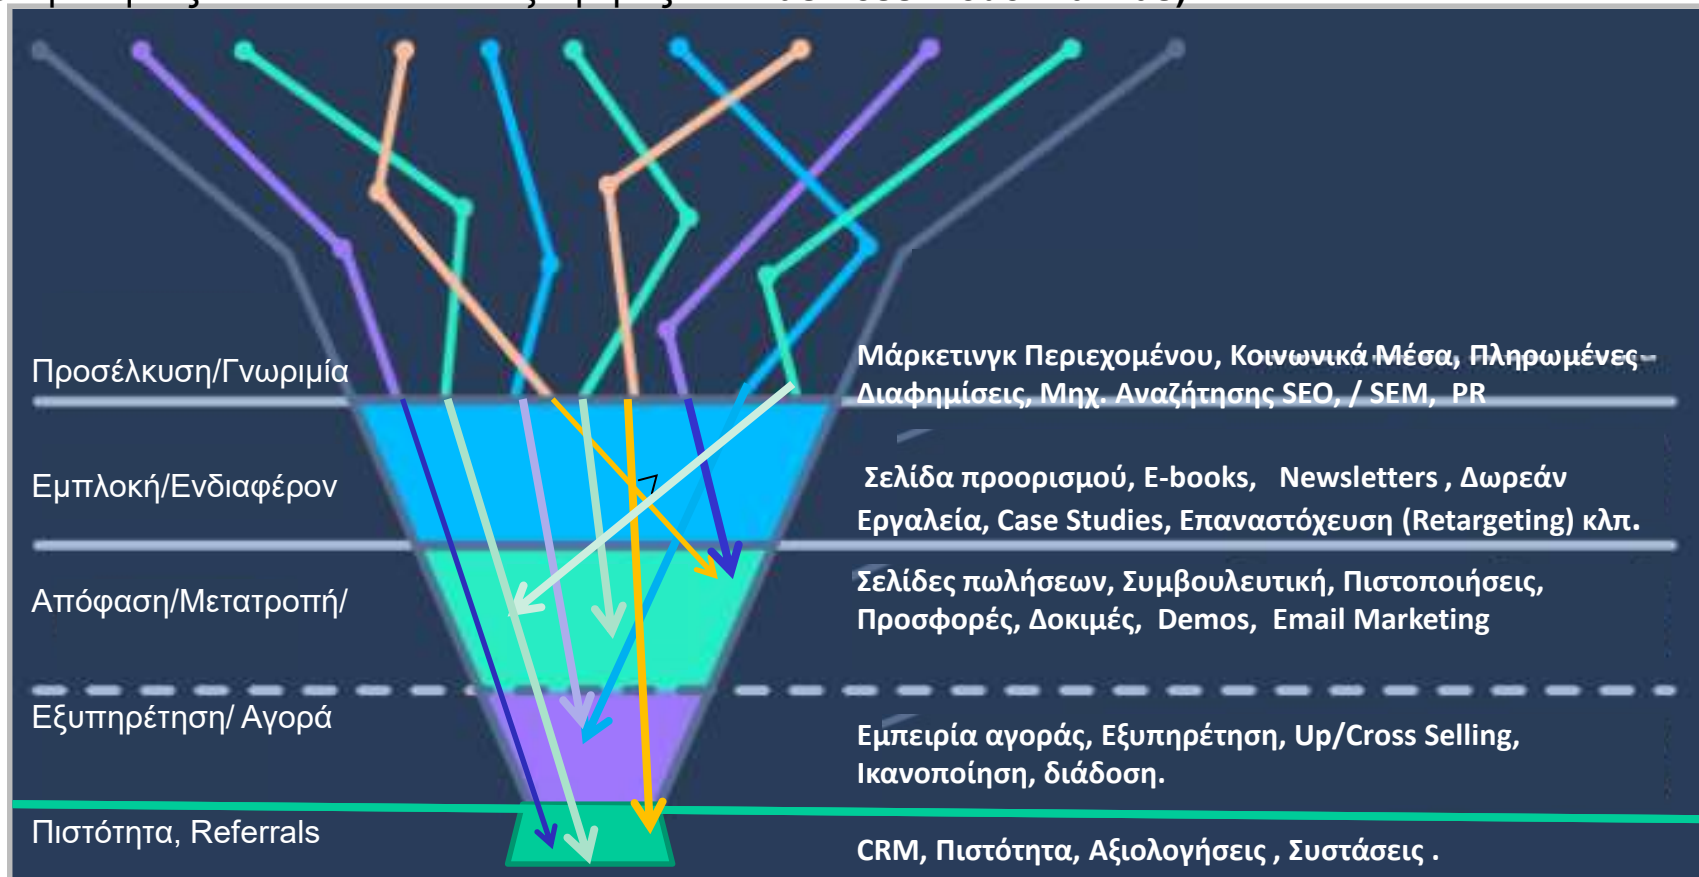 Προσέλκυση/Γνωριμία
Μάρκετινγκ Περιεχομένου, Κοινωνικά Μέσα, Πληρωμένες
Διαφημίσεις, Μηχ. Αναζήτησης SEO, / SEM, PR
Εμπλοκή/Ενδιαφέρον
Σελίδα προορισμού, E-books, Newsletters , Δωρεάν
Εργαλεία, Case Studies, Επαναστόχευση (Retargeting) κλπ.
Απόφαση/Μετατροπή/
Σελίδες πωλήσεων, Συμβουλευτική, Πιστοποιήσεις,
Προσφορές, Δοκιμές, Demos, Email Marketing
Εξυπηρέτηση/ Αγορά
Εμπειρία αγοράς, Εξυπηρέτηση, Up/Cross Selling,
Ικανοποίηση, διάδοση.
Πιστότητα, Referrals
CRM, Πιστότητα, Αξιολογήσεις , Συστάσεις .